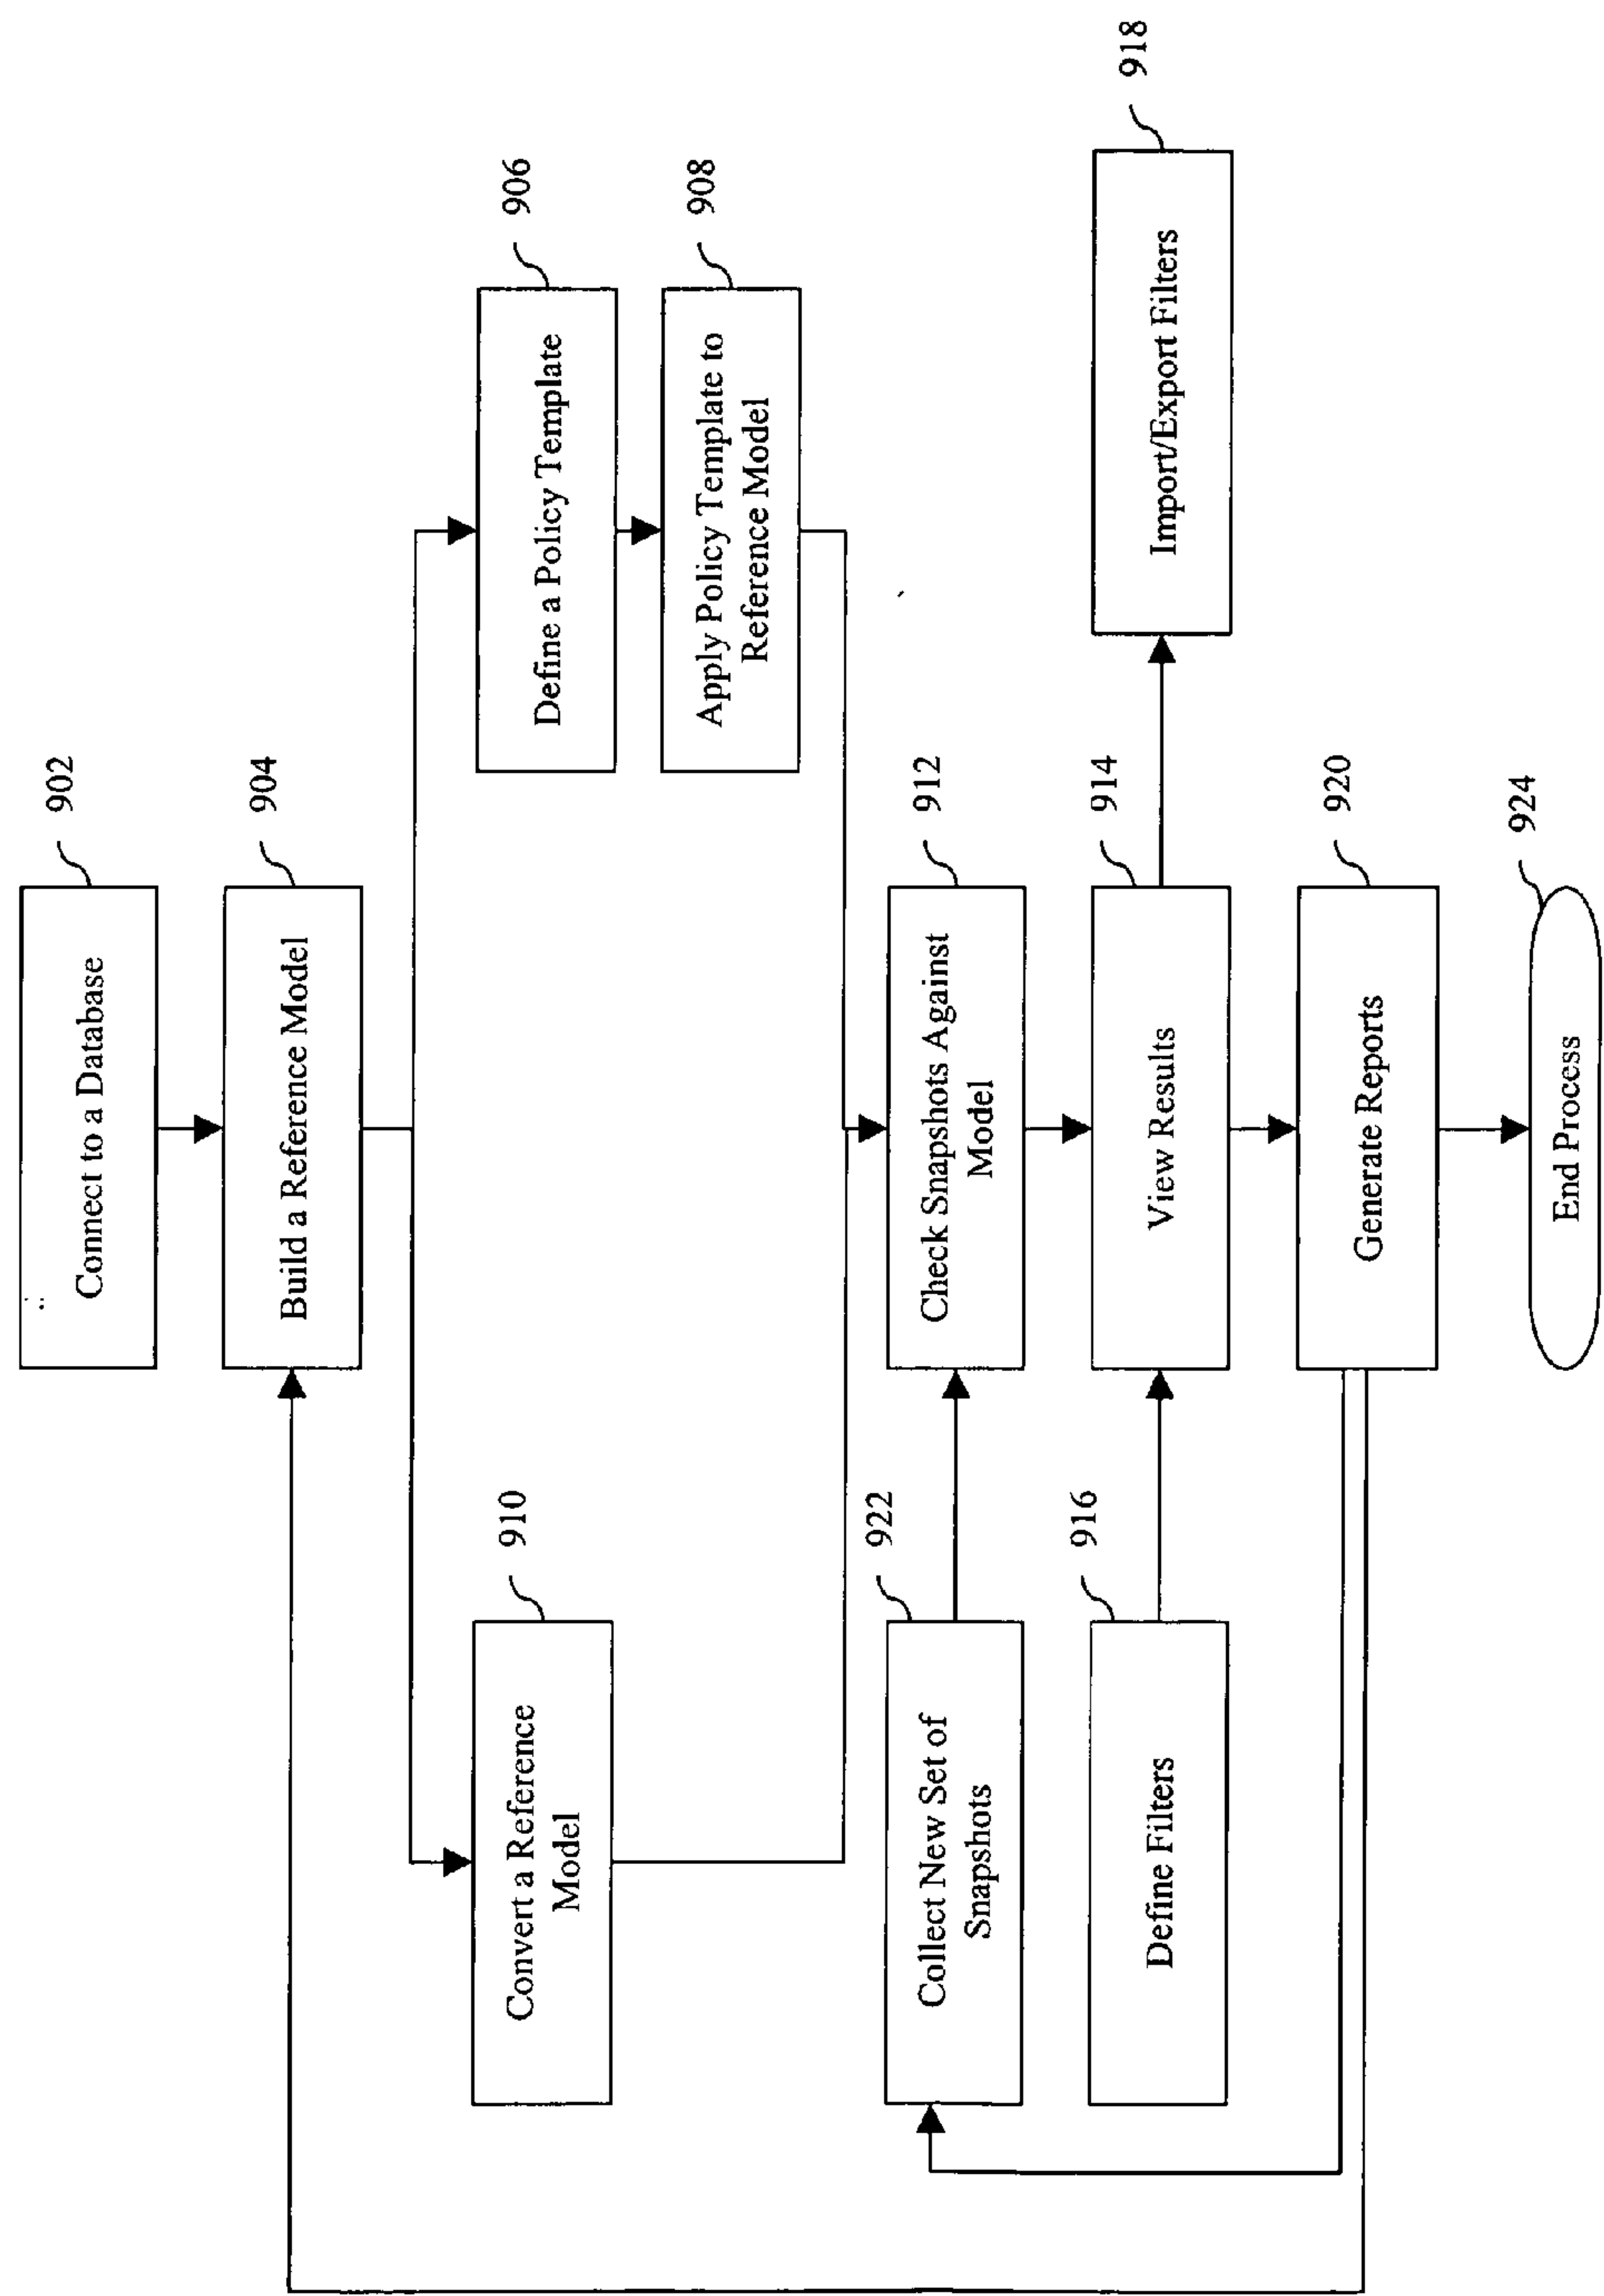 Connect to a Database
902
Build a Reference Model
904
Define a Policy Template
906
Apply Policy Template to
Reference Model
908
Convert a Reference
Model
910
Check Snapshots Against
Model
912
Collect New Set of
Snapshots
922
View Results
914
Define Filters
916
Import/Export Filters
918
Generate Reports
920
End Process
924